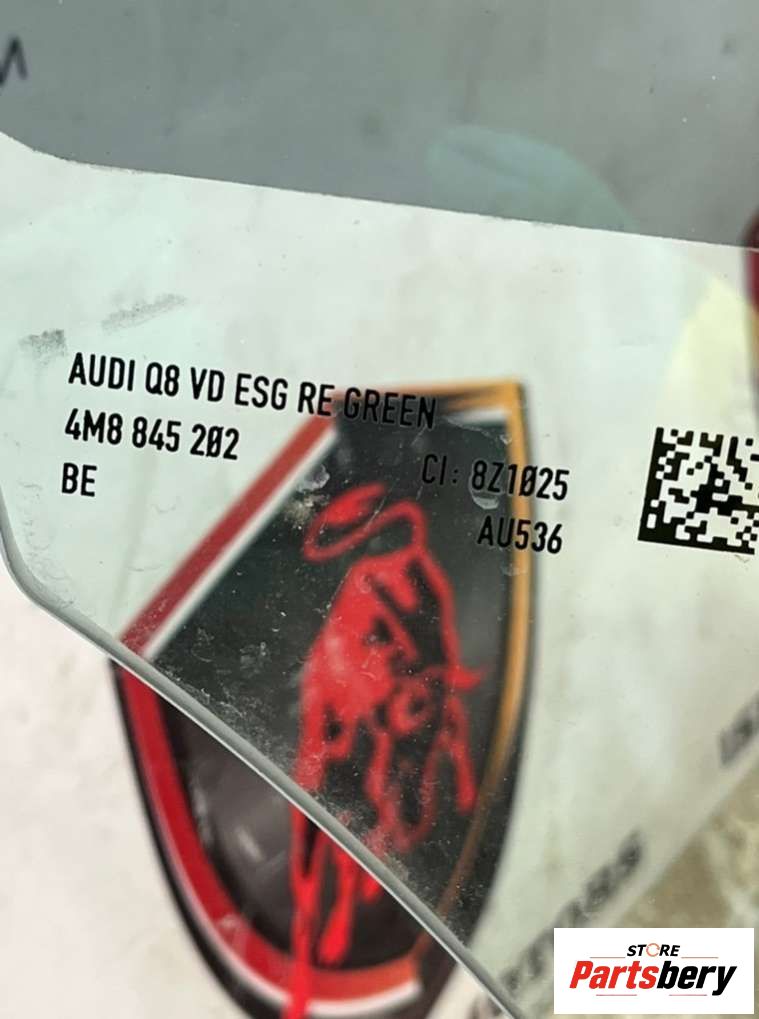 AUDI Q8 VD ESG RE GREEN
4M8 845 202
BE
CI: 8Z1025
AU536
STORE
Partsbery